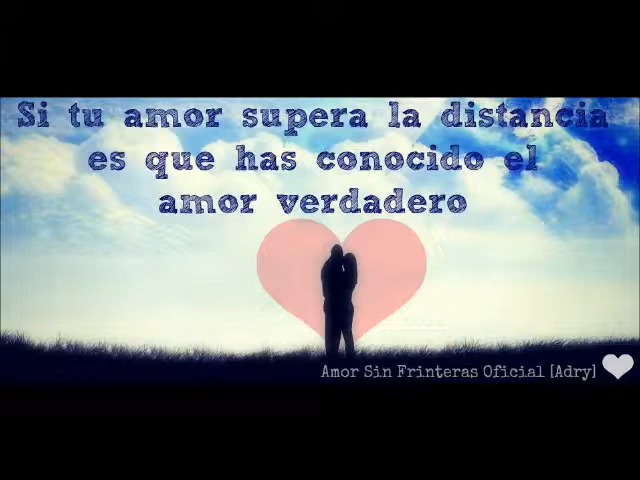 Si tu amor supera la distancia
es que has conocido el
amor verdadero
Amor Sin Frinteras Oficial [Adry]